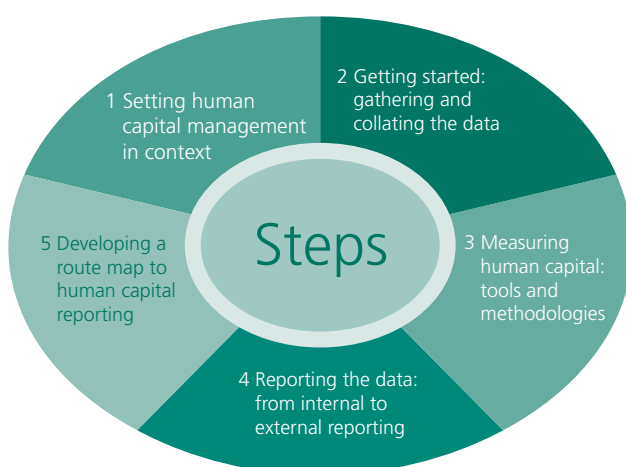 1 Setting human
capital management
in context
2 Getting started:
gathering and
collating the data
3 Measuring
human capital:
tools and
methodologies
4 Reporting the data:
from internal to
external reporting
5 Developing a
route map to
human capital
reporting
Steps